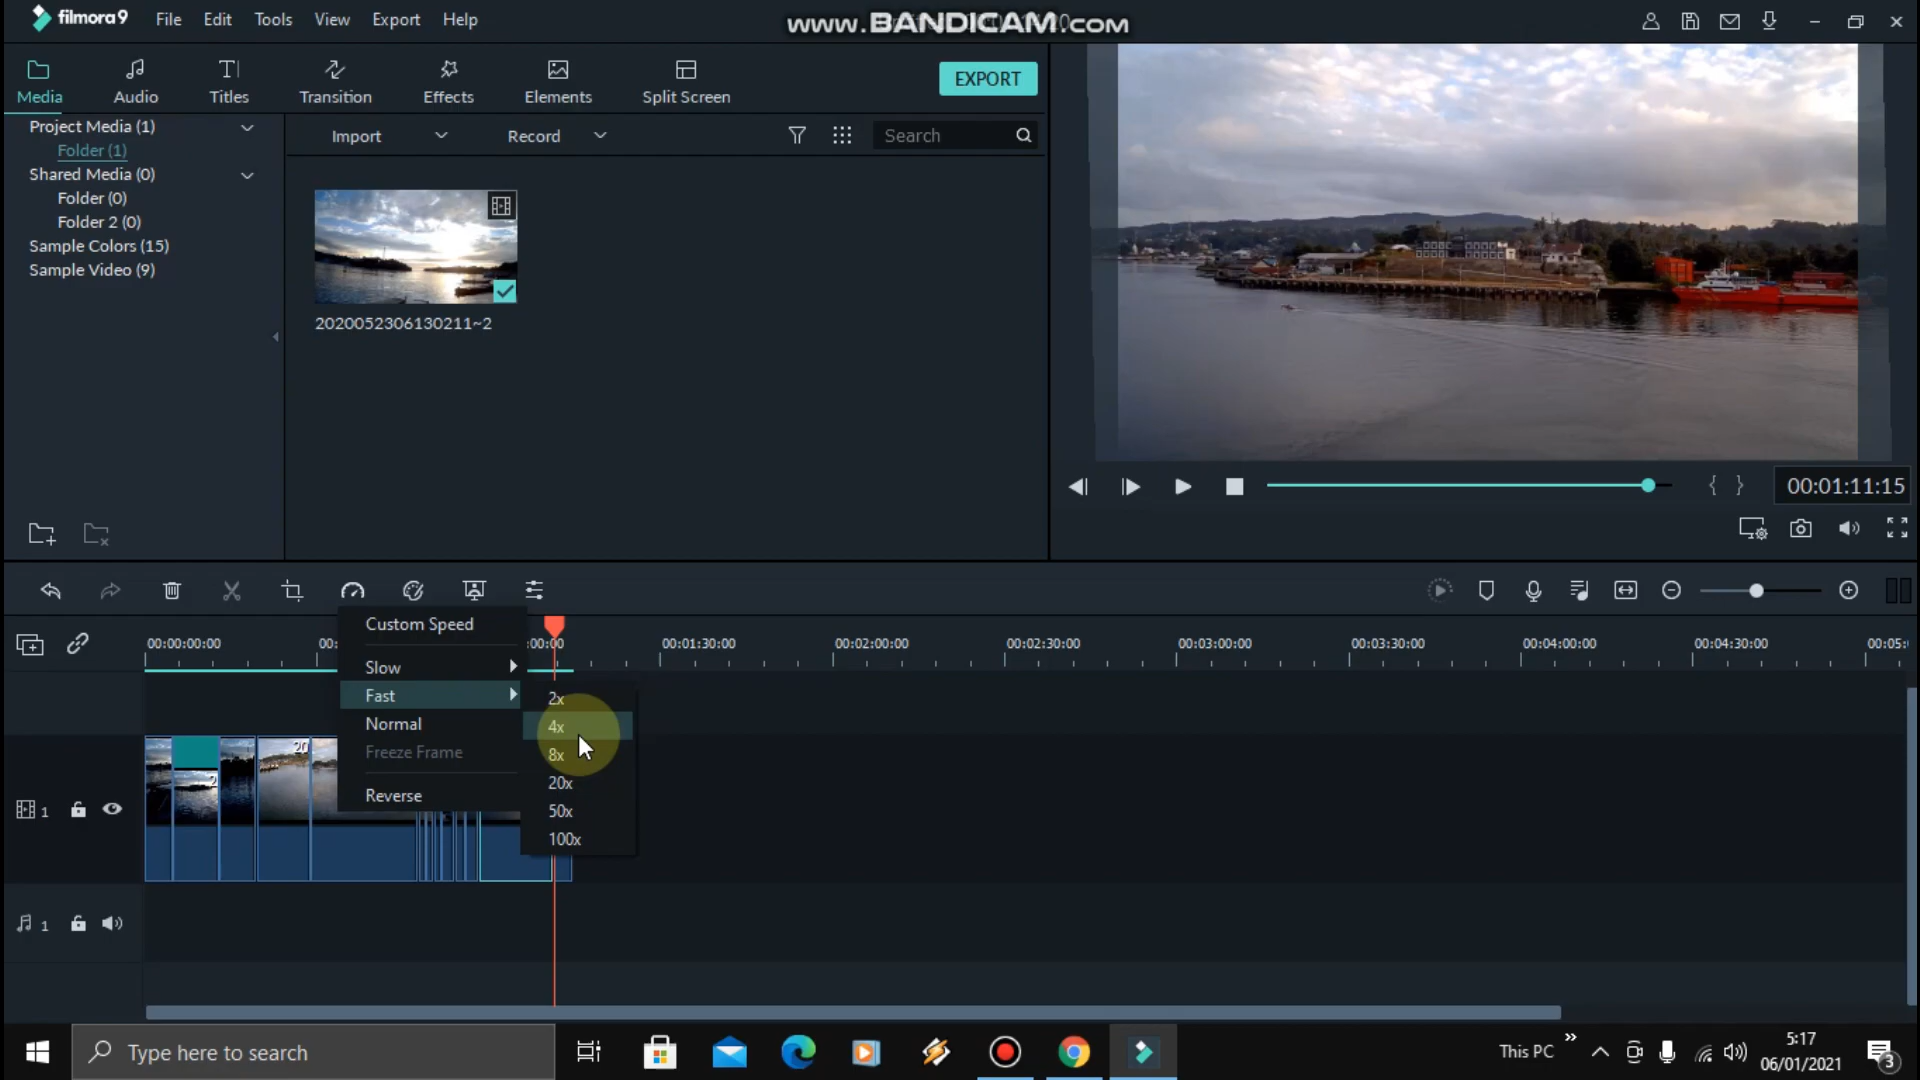 filmora9
File Edit Tools View Export Help
www.BANDICAM.com
Media
Audio
Titles
Transition
Effects
Elements
Split Screen
EXPORT
Project Media (1)
Folder (1)
Shared Media (0)
Folder (0)
Folder 2 (0)
Sample Colors (15)
Sample Video (9)
Import
Record
Search
2020052306130211~2
00:01:11:15
Custom Speed
Slow
Fast
Normal
Freeze Frame
Reverse
2x
4x
8x
20x
50x
100x
00:00:00:00
00:01:30:00
00:02:00:00
00:02:30:00
00:03:00:00
00:03:30:00
00:04:00:00
00:04:30:00
00:05:
1
1
Type here to search
This PC
5:17
06/01/2021
3